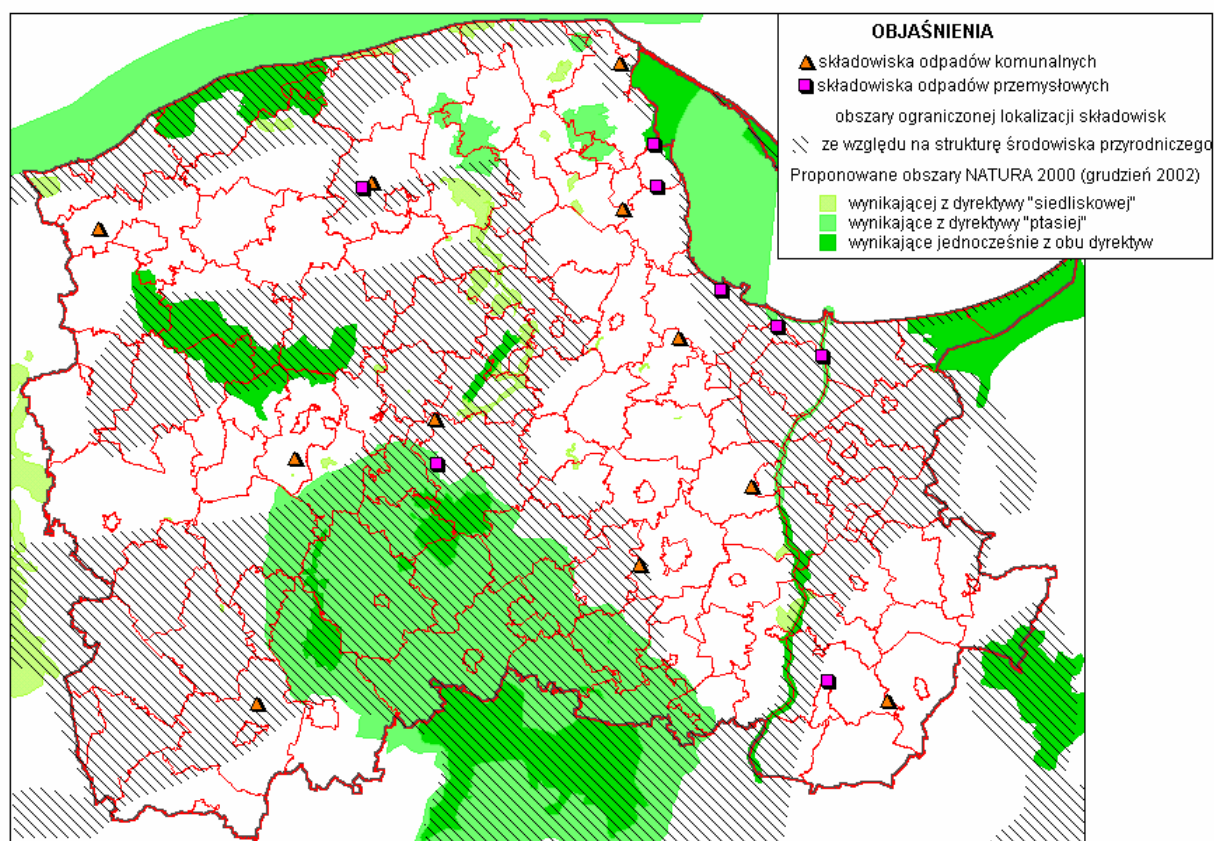 OBJAŚNIENIA
składowiska odpadów komunalnych
składowiska odpadów przemysłowych
obszary ograniczonej lokalizacji składowisk
ze względu na strukturę środowiska przyrodniczego
Proponowane obszary NATURA 2000 (grudzień 2002)
wynikającej z dyrektywy "siedliskowej"
wynikające z dyrektywy "ptasiej"
wynikające jednocześnie z obu dyrektyw